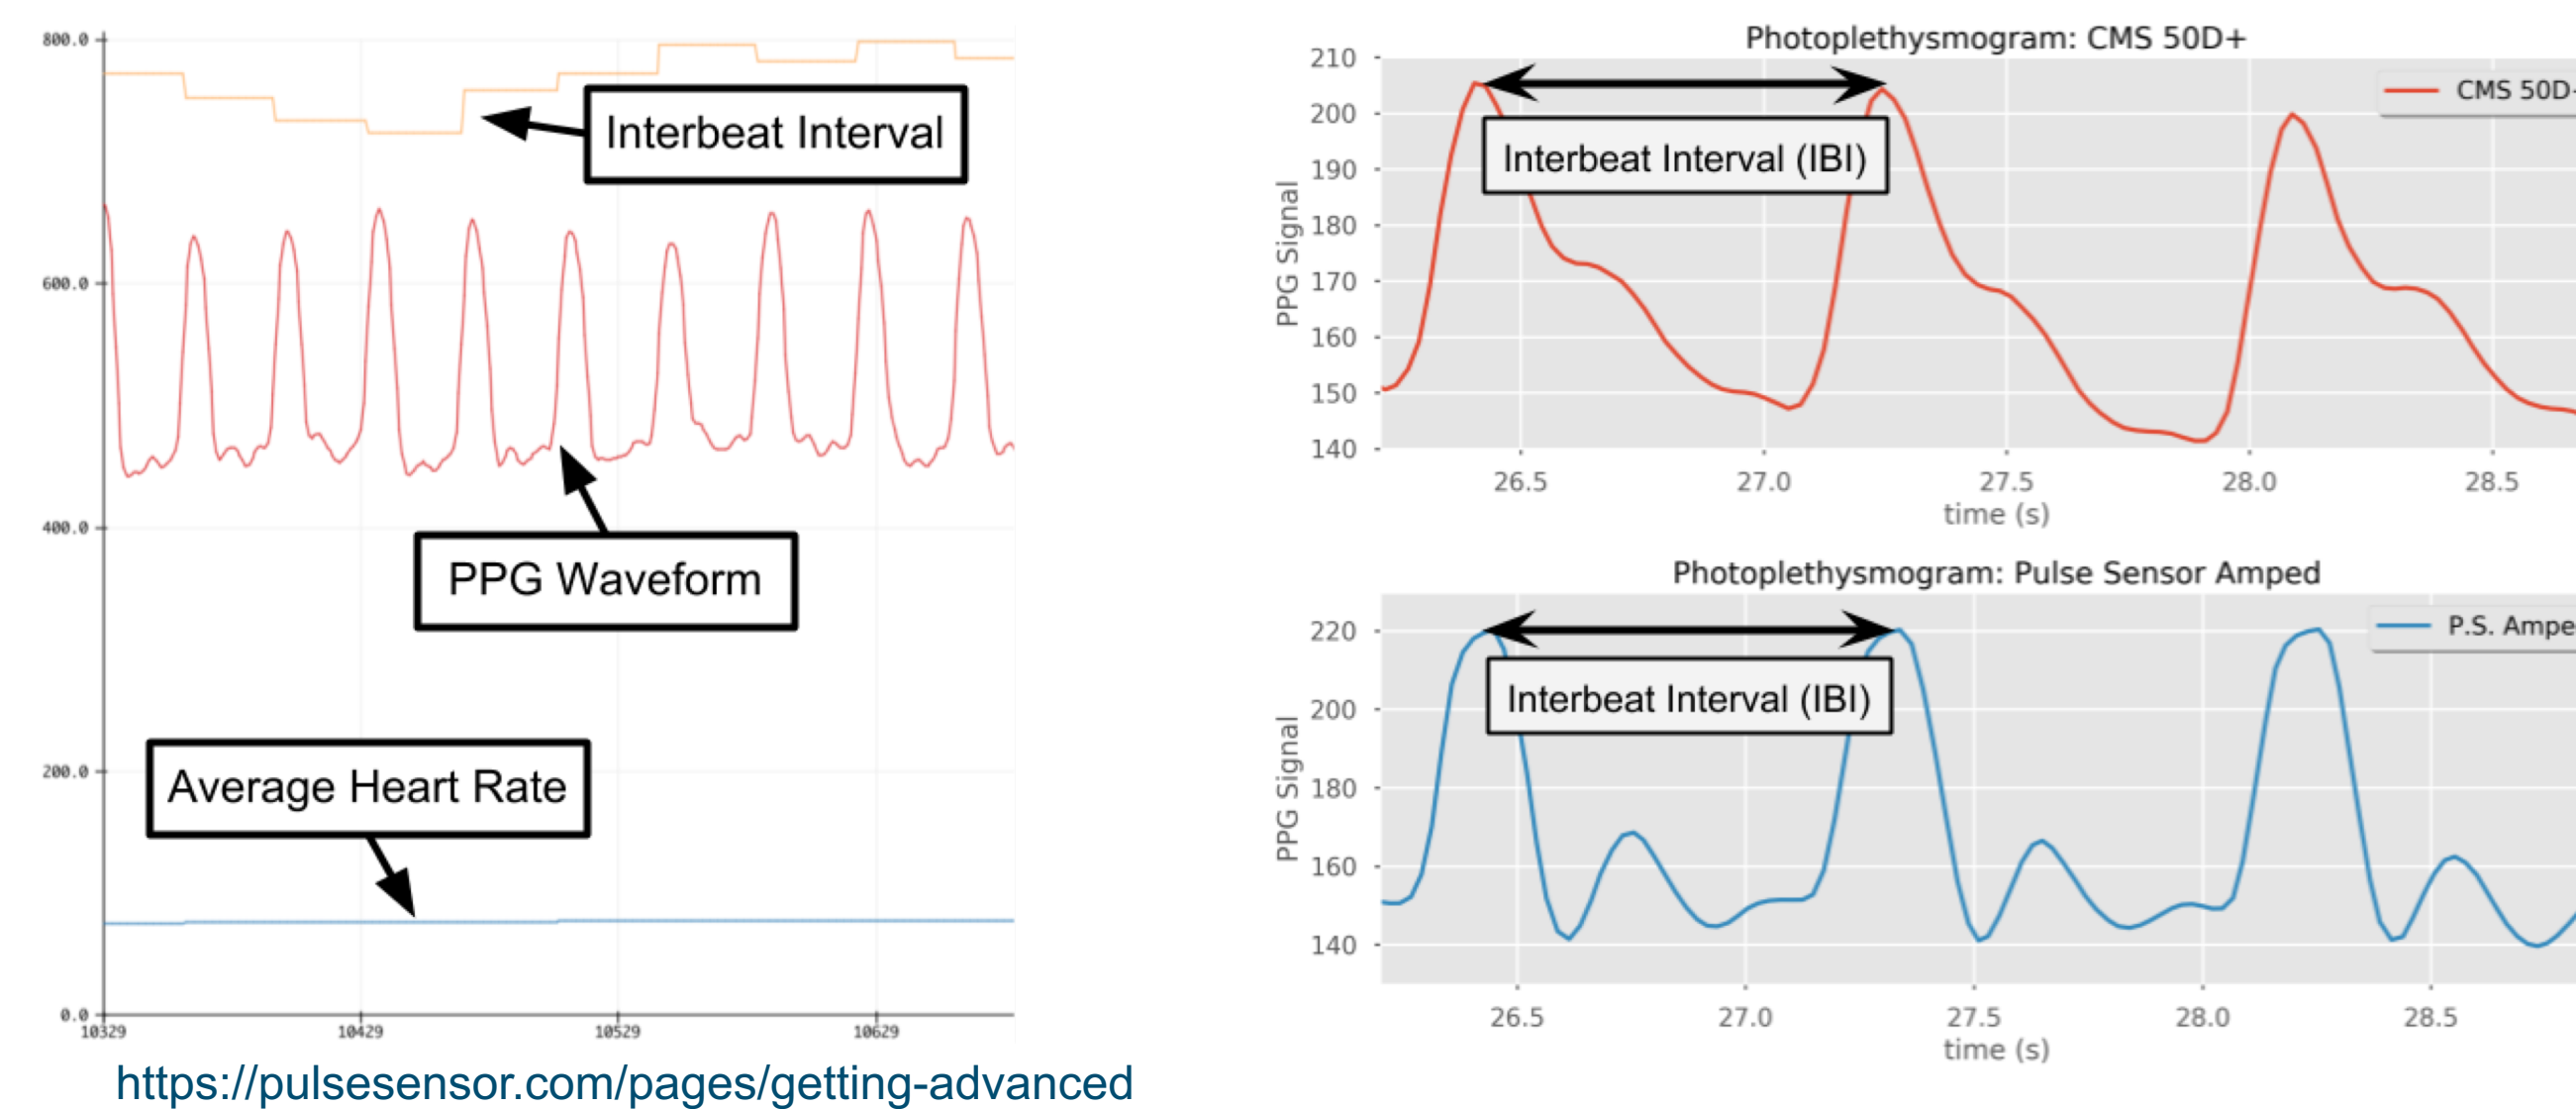 800.0
Interbeat Interval
600.0
400.0
PPG Waveform
200.0
Average Heart Rate
0.0
10329 10429 10529 10629
https://pulsesensor.com/pages/getting-advanced
Photoplethysmogram: CMS 50D+
210
200
190
180
170
160
150
140
PPG Signal
CMS 50D+
Interbeat Interval (IBI)
26.5 27.0 27.5 28.0 28.5
time (s)
Photoplethysmogram: Pulse Sensor Amped
220
200
180
160
140
PPG Signal
P.S. Ampe
Interbeat Interval (IBI)
26.5 27.0 27.5 28.0 28.5
time (s)